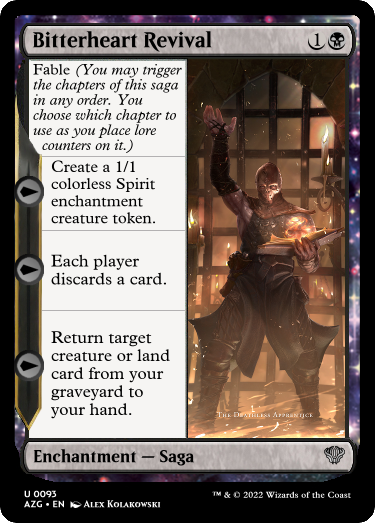 Bitterheart Revival
1
Fable (You may trigger
the chapters of this saga
in any order. You
choose which chapter to
use as you place lore
counters on it.)
Create a 1/1
colorless Spirit
enchantment
creature token.
Each player
discards a card.
Return target
creature or land
card from your
graveyard to
your hand.
The Deathless Apprentice
Enchantment — Saga
U 0093
AZG • EN Alex Kolakowski
™ & © 2022 Wizards of the Coast